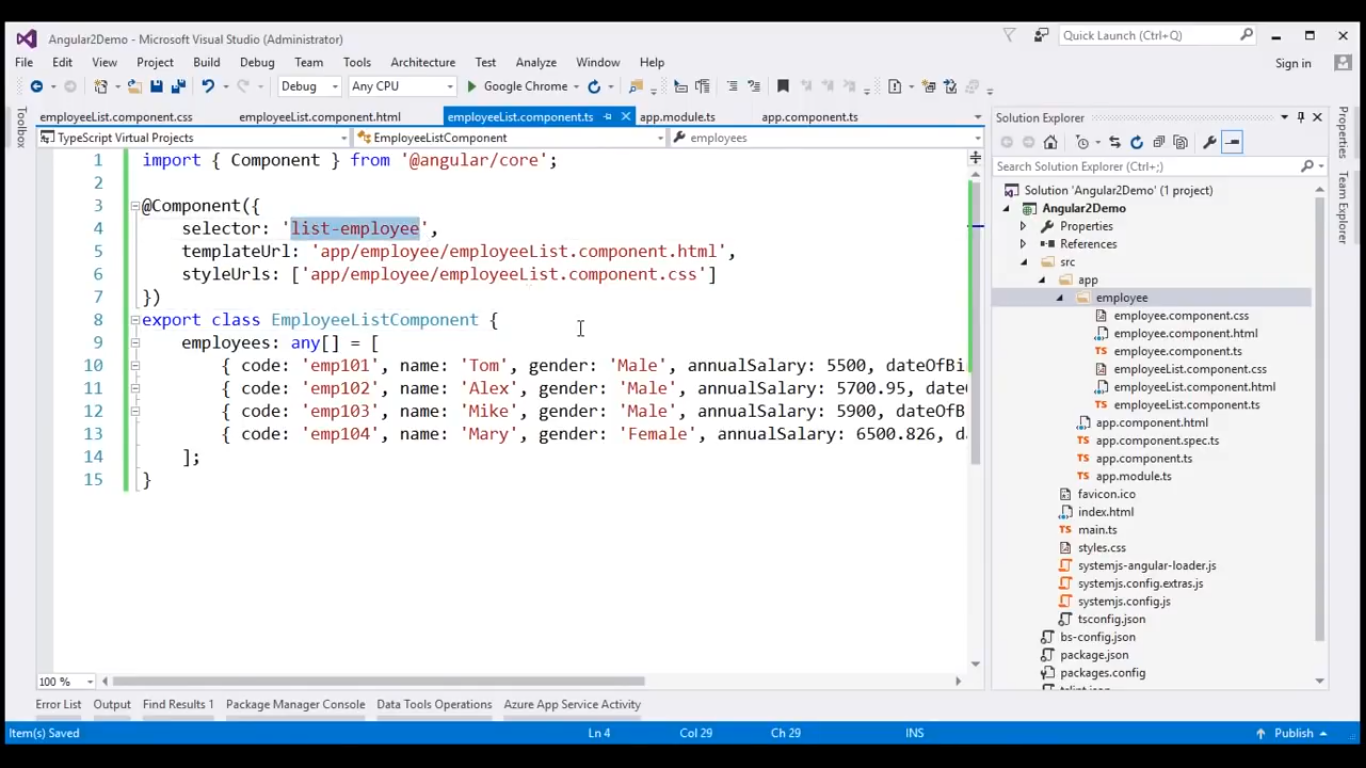 Angular2Demo - Microsoft Visual Studio (Administrator)
Quick Launch (Ctrl+Q)
File Edit View Project Build Debug Team Tools Architecture Test Analyze Window Help
Sign in
Debug Any CPU Google Chrome
Toolbox
employeeList.component.css employeeList.component.html employeeList.component.ts app.module.ts app.component.ts
TypeScript Virtual Projects EmployeeListComponent employees
1 import { Component } from '@angular/core';
2
3 @Component({
4 selector: 'list-employee',
5 templateUrl: 'app/employee/employeeList.component.html',
6 styleUrls: ['app/employee/employeeList.component.css']
7 })
8 export class EmployeeListComponent {
9 employees: any[] = [
10 { code: 'emp101', name: 'Tom', gender: 'Male', annualSalary: 5500, dateOfBi
11 { code: 'emp102', name: 'Alex', gender: 'Male', annualSalary: 5700.95, date
12 { code: 'emp103', name: 'Mike', gender: 'Male', annualSalary: 5900, dateOfB
13 { code: 'emp104', name: 'Mary', gender: 'Female', annualSalary: 6500.826, d
14 ];
15 }
100 %
Solution Explorer
Search Solution Explorer (Ctrl+;)
Solution 'Angular2Demo' (1 project)
Angular2Demo
Properties
References
src
app
employee
employee.component.css
employee.component.html
TS employee.component.ts
employeeList.component.css
employeeList.component.html
TS employeeList.component.ts
app.component.html
TS app.component.spec.ts
TS app.component.ts
TS app.module.ts
favicon.ico
index.html
TS main.ts
styles.css
systemjs-angular-loader.js
systemjs.config.extras.js
systemjs.config.js
tsconfig.json
bs-config.json
package.json
packages.config
Properties
Team Explorer
Error List Output Find Results 1 Package Manager Console Data Tools Operations Azure App Service Activity
Item(s) Saved Ln 4 Col 29 Ch 29 INS Publish